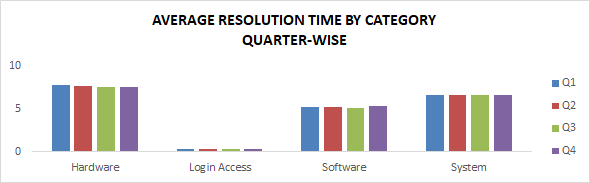 AVERAGE RESOLUTION TIME BY CATEGORY
QUARTER-WISE
10
5
0
Hardware
Login Access
Software
System
Q1
Q2
Q3
Q4